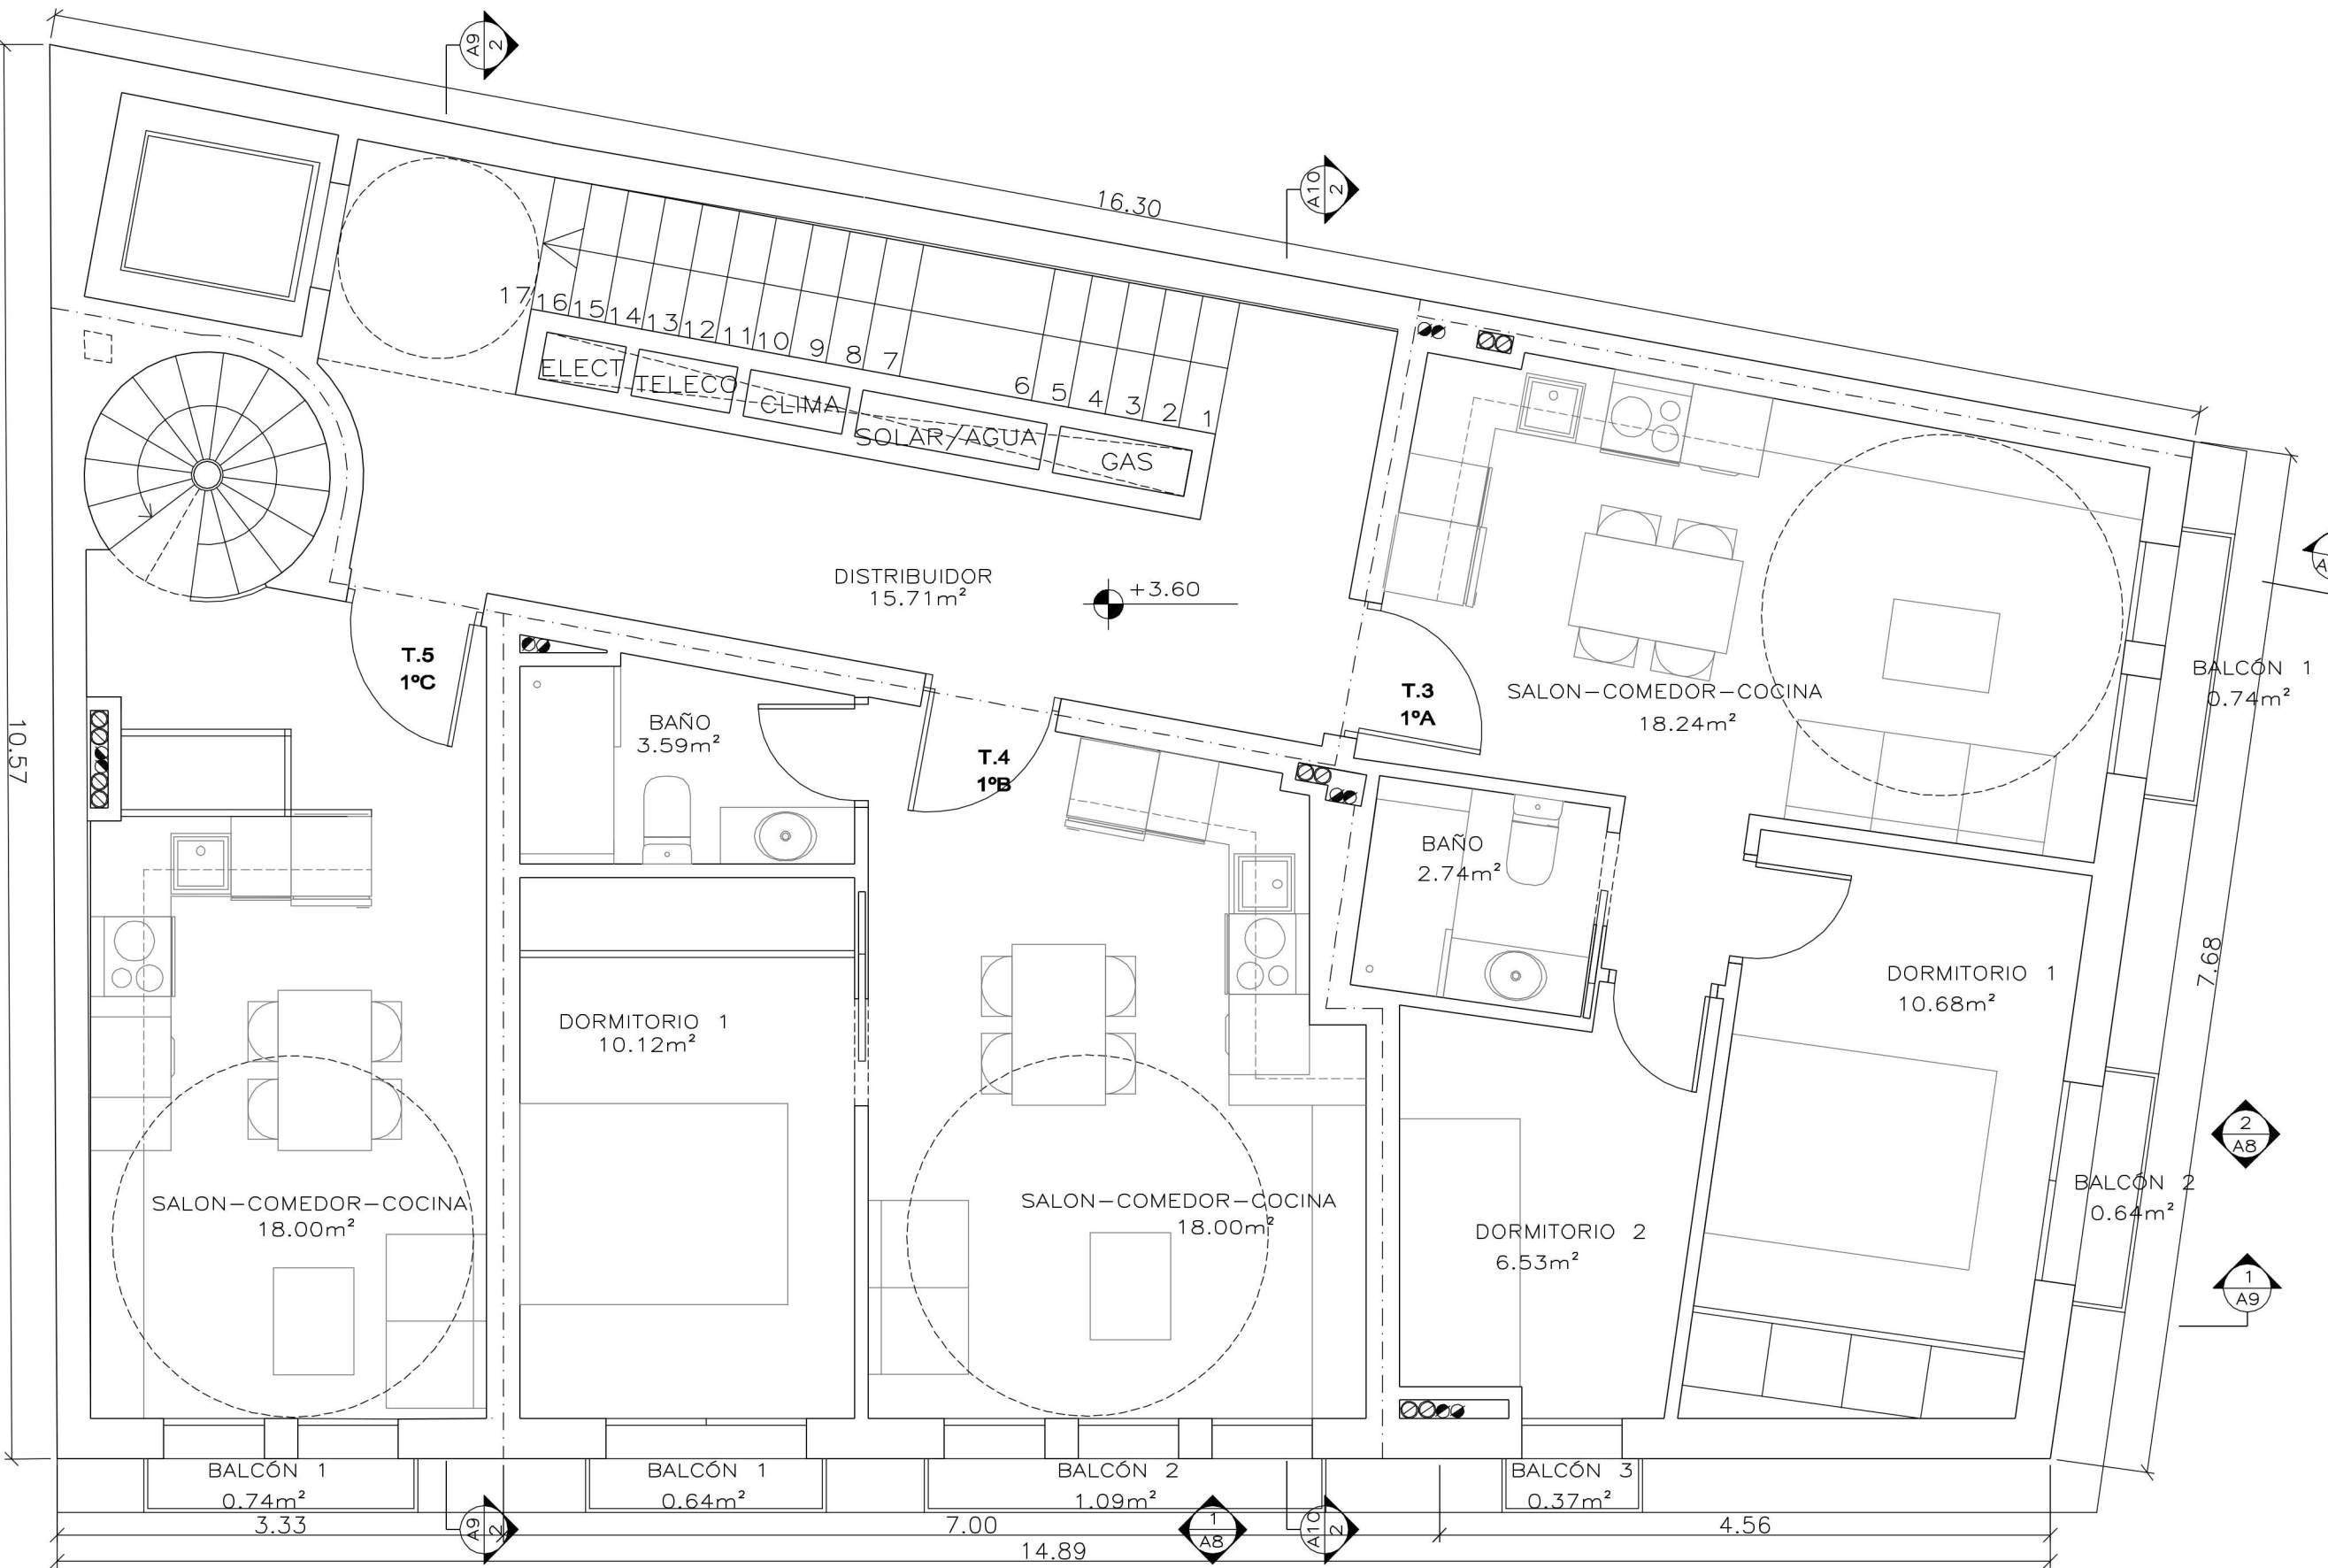 A9
2
A10
2
16.30
17
16
15
14
13
12
11
10
9
8
7
6
5
4
3
2
1
ELECT
TELECO
CLIMA
SOLAR/AGUA
GAS
DISTRIBUIDOR
15.71m²
+3.60
T.5
1ºC
T.4
1ºB
T.3
1ºA
SALON-COMEDOR-COCINA
18.24m²
BALCÓN 1
0.74m²
BAÑO
3.59m²
10.57
BAÑO
2.74m²
DORMITORIO 1
10.68m²
7.68
DORMITORIO 1
10.12m²
2
A8
SALON-COMEDOR-COCINA
18.00m²
SALON-COMEDOR-COCINA
18.00m²
DORMITORIO 2
6.53m²
BALCÓN 2
0.64m²
1
A9
BALCÓN 1
0.74m²
BALCÓN 1
0.64m²
BALCÓN 2
1.09m²
BALCÓN 3
0.37m²
3.33
A9
2
7.00
1
A8
A10
2
4.56
14.89